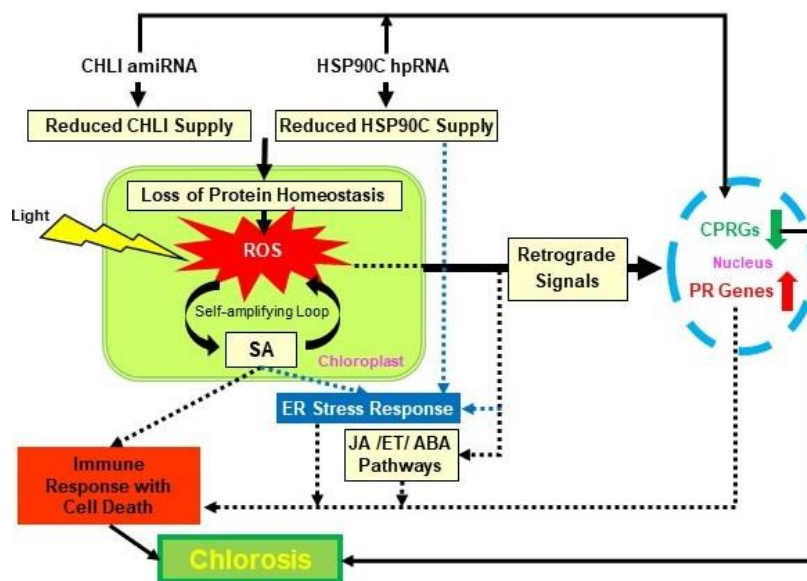 CHLI amiRNA
HSP90C hpRNA
Reduced CHLI Supply
Reduced HSP90C Supply
Loss of Protein Homeostasis
Light
ROS
Retrograde
Signals
CPRGs
Nucleus
PR Genes
Self-amplifying Loop
SA
Chloroplast
ER Stress Response
JA /ET/ ABA
Pathways
Immune
Response with
Cell Death
Chlorosis